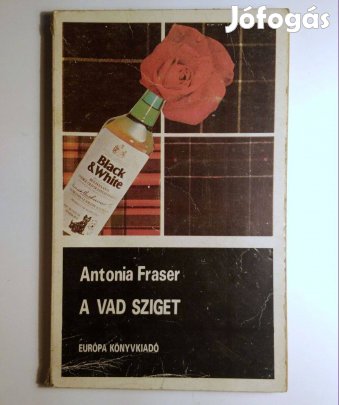 Jófogás
Black
& White
Antonia Fraser
A VAD SZIGET
EURÓPA KÖNYVKIADÓ